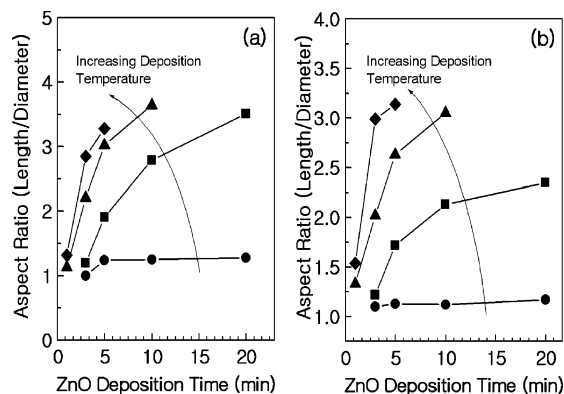 (a)
Increasing Deposition
Temperature
Aspect Ratio (Length/Diameter)
5
4
3
2
1
0
0 5 10 15 20
ZnO Deposition Time (min)
(b)
Increasing Deposition
Temperature
Aspect Ratio (Length/Diameter)
4.0
3.5
3.0
2.5
2.0
1.5
1.0
0 5 10 15 20
ZnO Deposition Time (min)